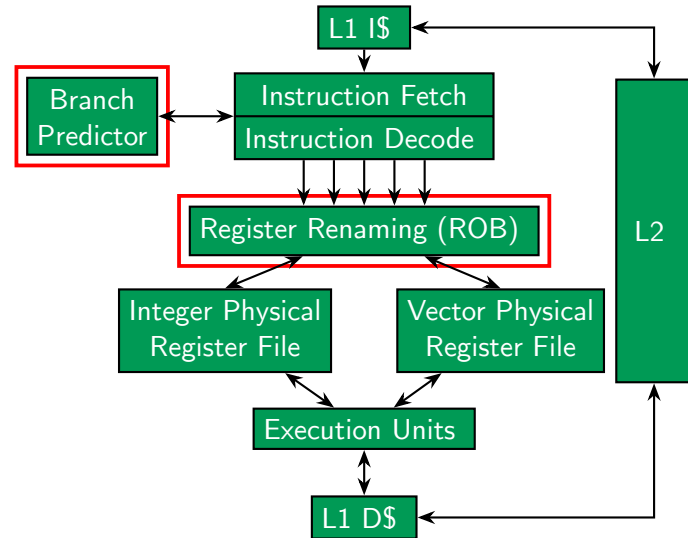 L1 I$
Branch
Predictor
Instruction Fetch
Instruction Decode
Register Renaming (ROB)
L2
Integer Physical
Register File
Vector Physical
Register File
Execution Units
L1 D$